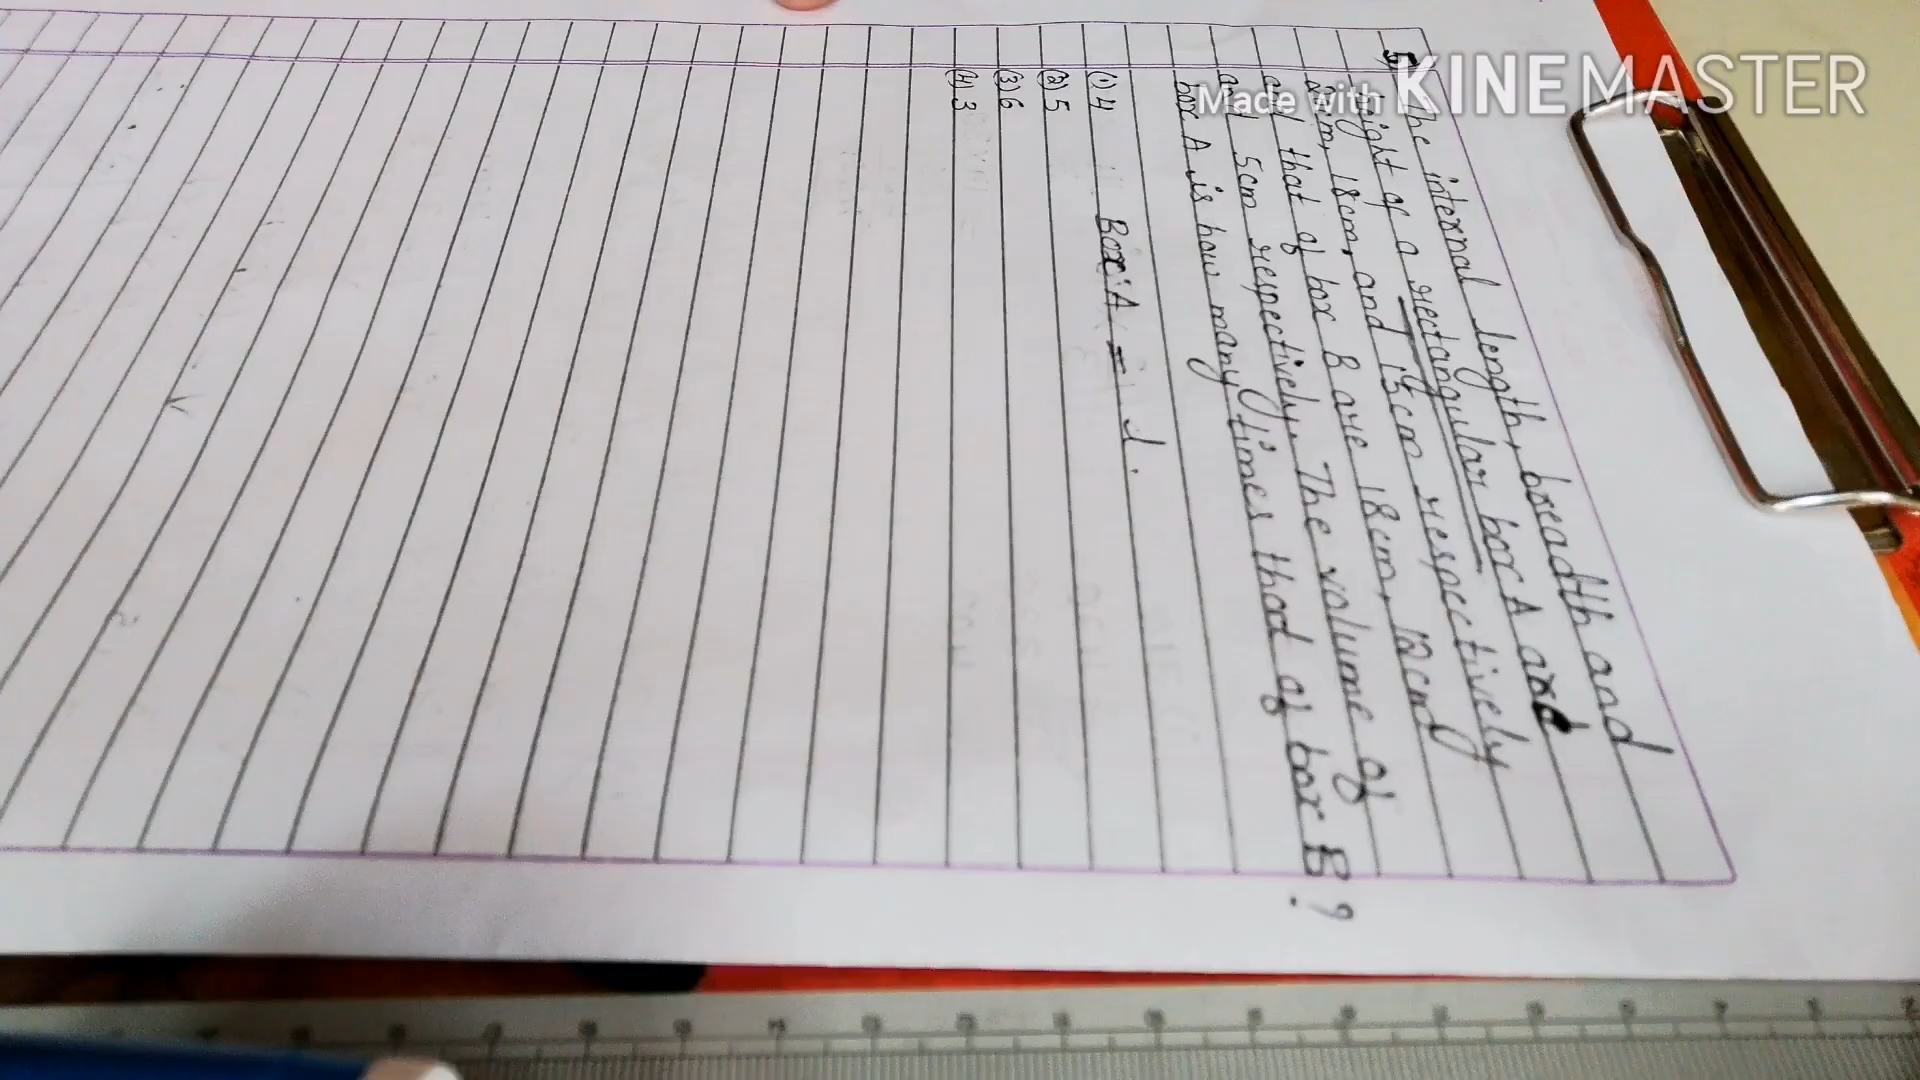 Made with KINEMASTER
5) The internal length, breadth and
height of a rectangular box A are
18cm, and 15cm respectively
and that of box B are 18cm, 12cm
and 5cm respectively. The volume of
box A is how many times that of box B?
(1) 4
Box:A - l.
(2) 5
(3) 6
(4) 3